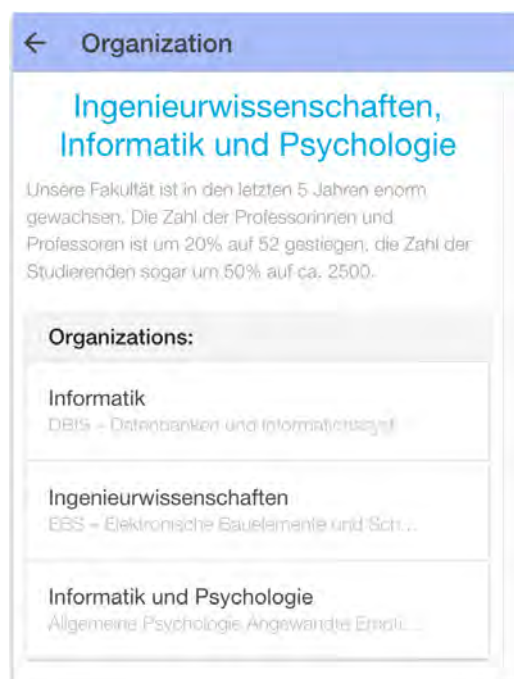 Organization
Ingenieurwissenschaften,
Informatik und Psychologie
Unsere Fakultät ist in den letzten 5 Jahren enorm
gewachsen. Die Zahl der Professorinnen und
Professoren ist um 20% auf 52 gestiegen, die Zahl der
Studierenden sogar um 50% auf ca. 2500.
Organizations:
Informatik
DBIS – Datenbanken und Informationssyst...
Ingenieurwissenschaften
EBS – Elektronische Bauelemente und Sch...
Informatik und Psychologie
Allgemeine Psychologie Angewandte Emoti...